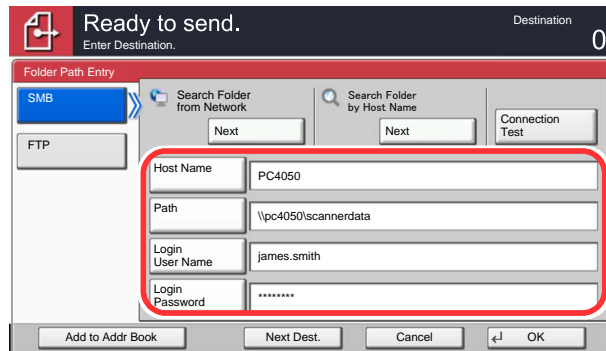 Ready to send.
Destination
Enter Destination.
0
Folder Path Entry
SMB
FTP
Search Folder
from Network
Next
Search Folder
by Host Name
Next
Connection
Test
Host Name
PC4050
Path
\\pc4050\scannerdata
Login
User Name
james.smith
Login
Password
********
Add to Addr Book
Next Dest.
Cancel
OK